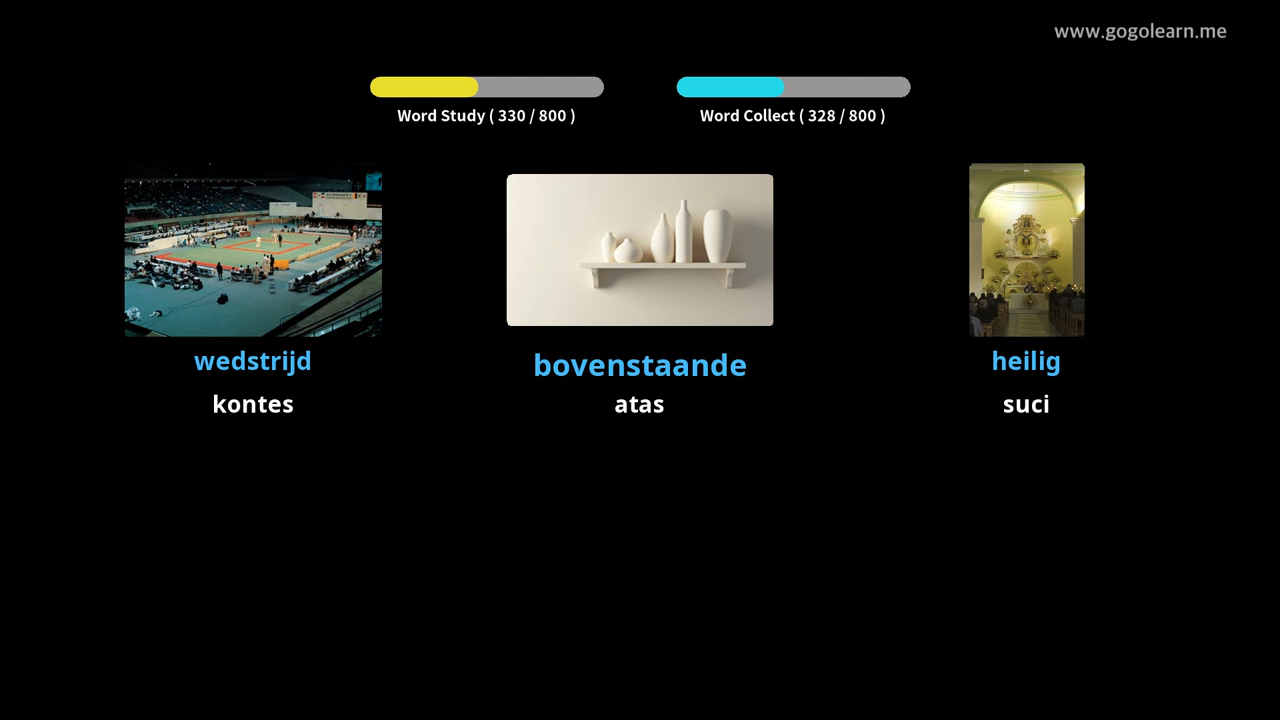 www.gogolearn.me
Word Study ( 330 / 800 )
Word Collect ( 328 / 800 )
wedstrijd
bovenstaande
heilig
kontes
atas
suci